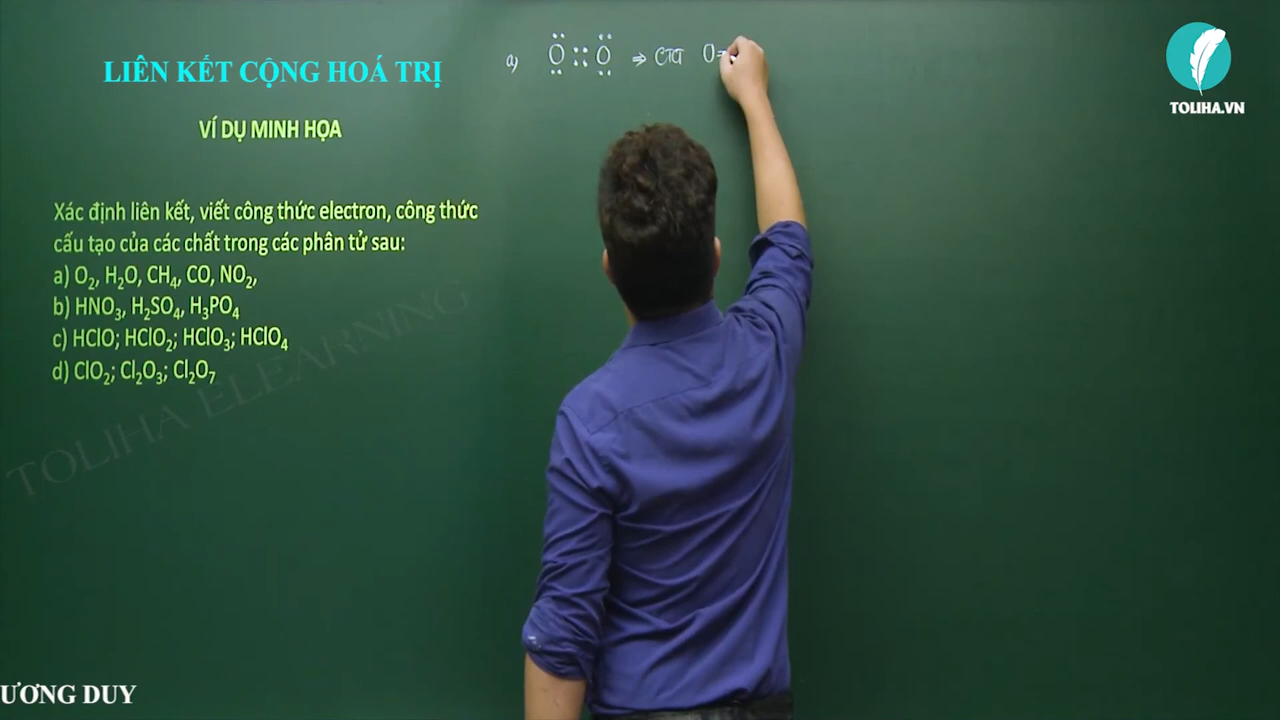 LIÊN KẾT CỘNG HOÁ TRỊ
VÍ DỤ MINH HỌA
Xác định liên kết, viết công thức electron, công thức
cấu tạo của các chất trong các phân tử sau:
a) O₂, H₂O, CH₄, CO, NO₂,
b) HNO₃, H₂SO₄, H₃PO₄
c) HClO; HClO₂; HClO₃; HClO₄
d) ClO₂; Cl₂O₃; Cl₂O₇
a) O :: O ⇒ CTCT O=
TOLIHA.VN
TOLIHA ELEARNING
ƯƠNG DUY